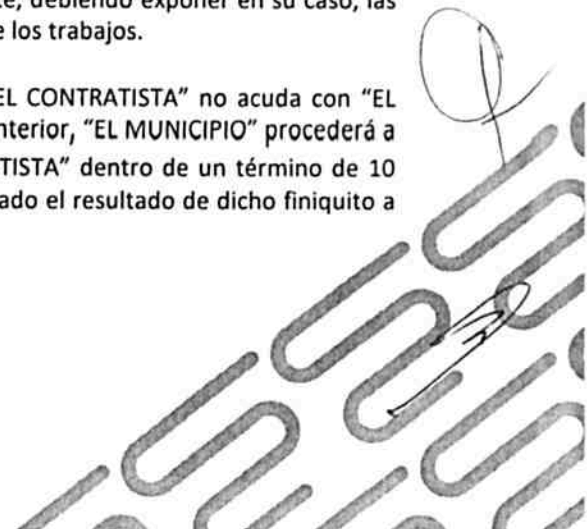 te, debiendo exponer en su caso, las
e los trabajos.
EL CONTRATISTA" no acuda con "EL
nterior, "EL MUNICIPIO" procederá a
TISTA" dentro de un término de 10
ado el resultado de dicho finiquito a